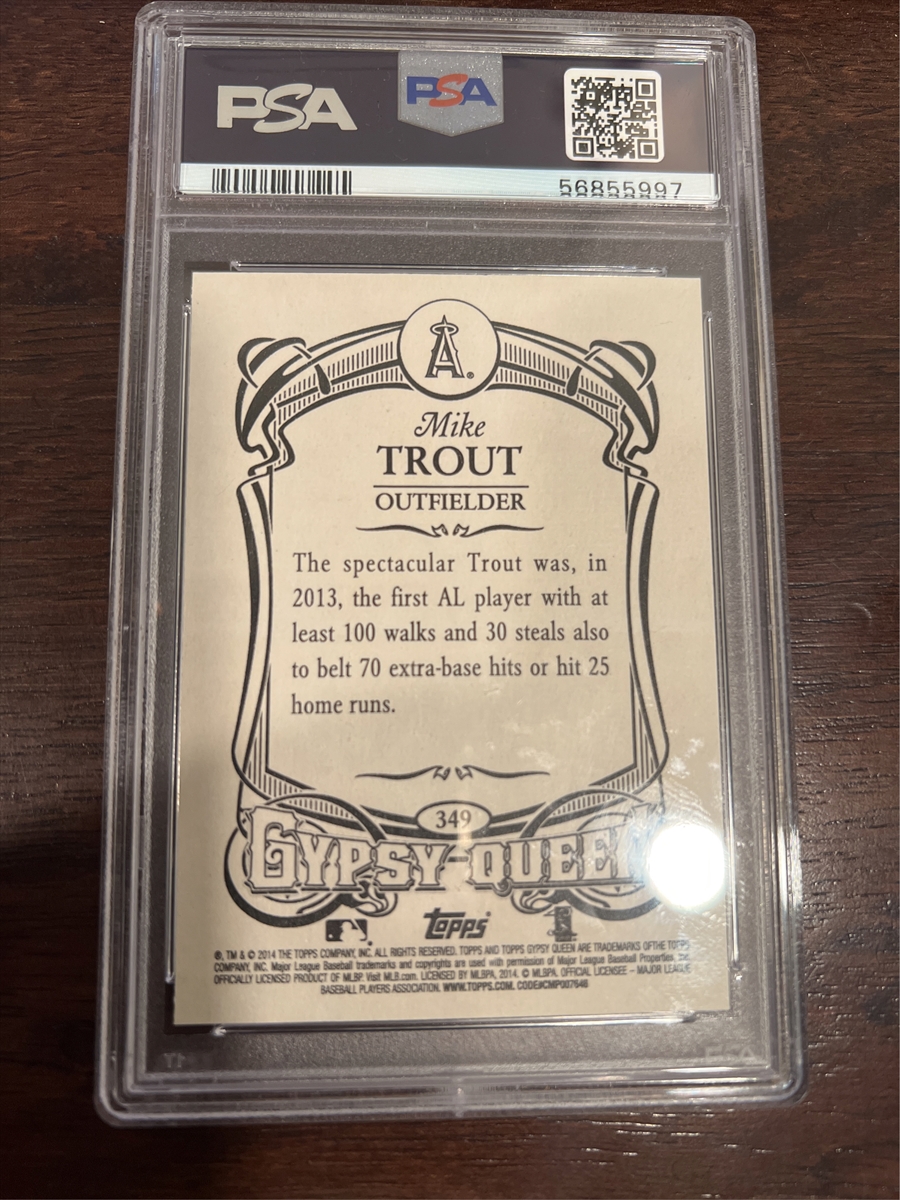 PSA PSA
56855997
A®
Mike
TROUT
OUTFIELDER
The spectacular Trout was, in
2013, the first AL player with at
least 100 walks and 30 steals also
to belt 70 extra-base hits or hit 25
home runs.
349
GYPSY-QUEEN
topps
®, TM & © 2014 THE TOPPS COMPANY, INC. ALL RIGHTS RESERVED. TOPPS AND TOPPS GYPSY QUEEN ARE TRADEMARKS OF THE TOPPS
COMPANY, INC. Major League Baseball trademarks and copyrights are used with permission of Major League Baseball Properties,
OFFICIALLY LICENSED PRODUCT OF MLBP. Visit MLB.com. LICENSED BY MLBPA, 2014. © MLBPA. OFFICIAL LICENSEE – MAJOR LEAGUE
BASEBALL PLAYERS ASSOCIATION. WWW.TOPPS.COM. CODE#CMP007646